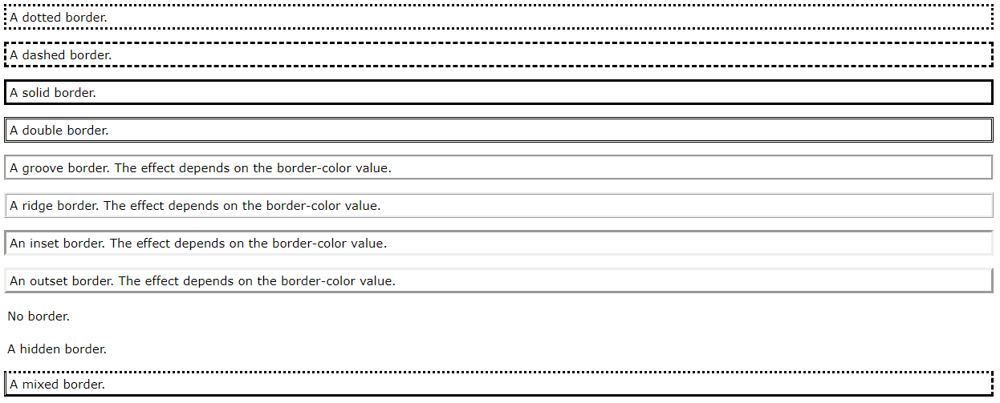 A dotted border.
A dashed border.
A solid border.
A double border.
A groove border. The effect depends on the border-color value.
A ridge border. The effect depends on the border-color value.
An inset border. The effect depends on the border-color value.
An outset border. The effect depends on the border-color value.
No border.
A hidden border.
A mixed border.